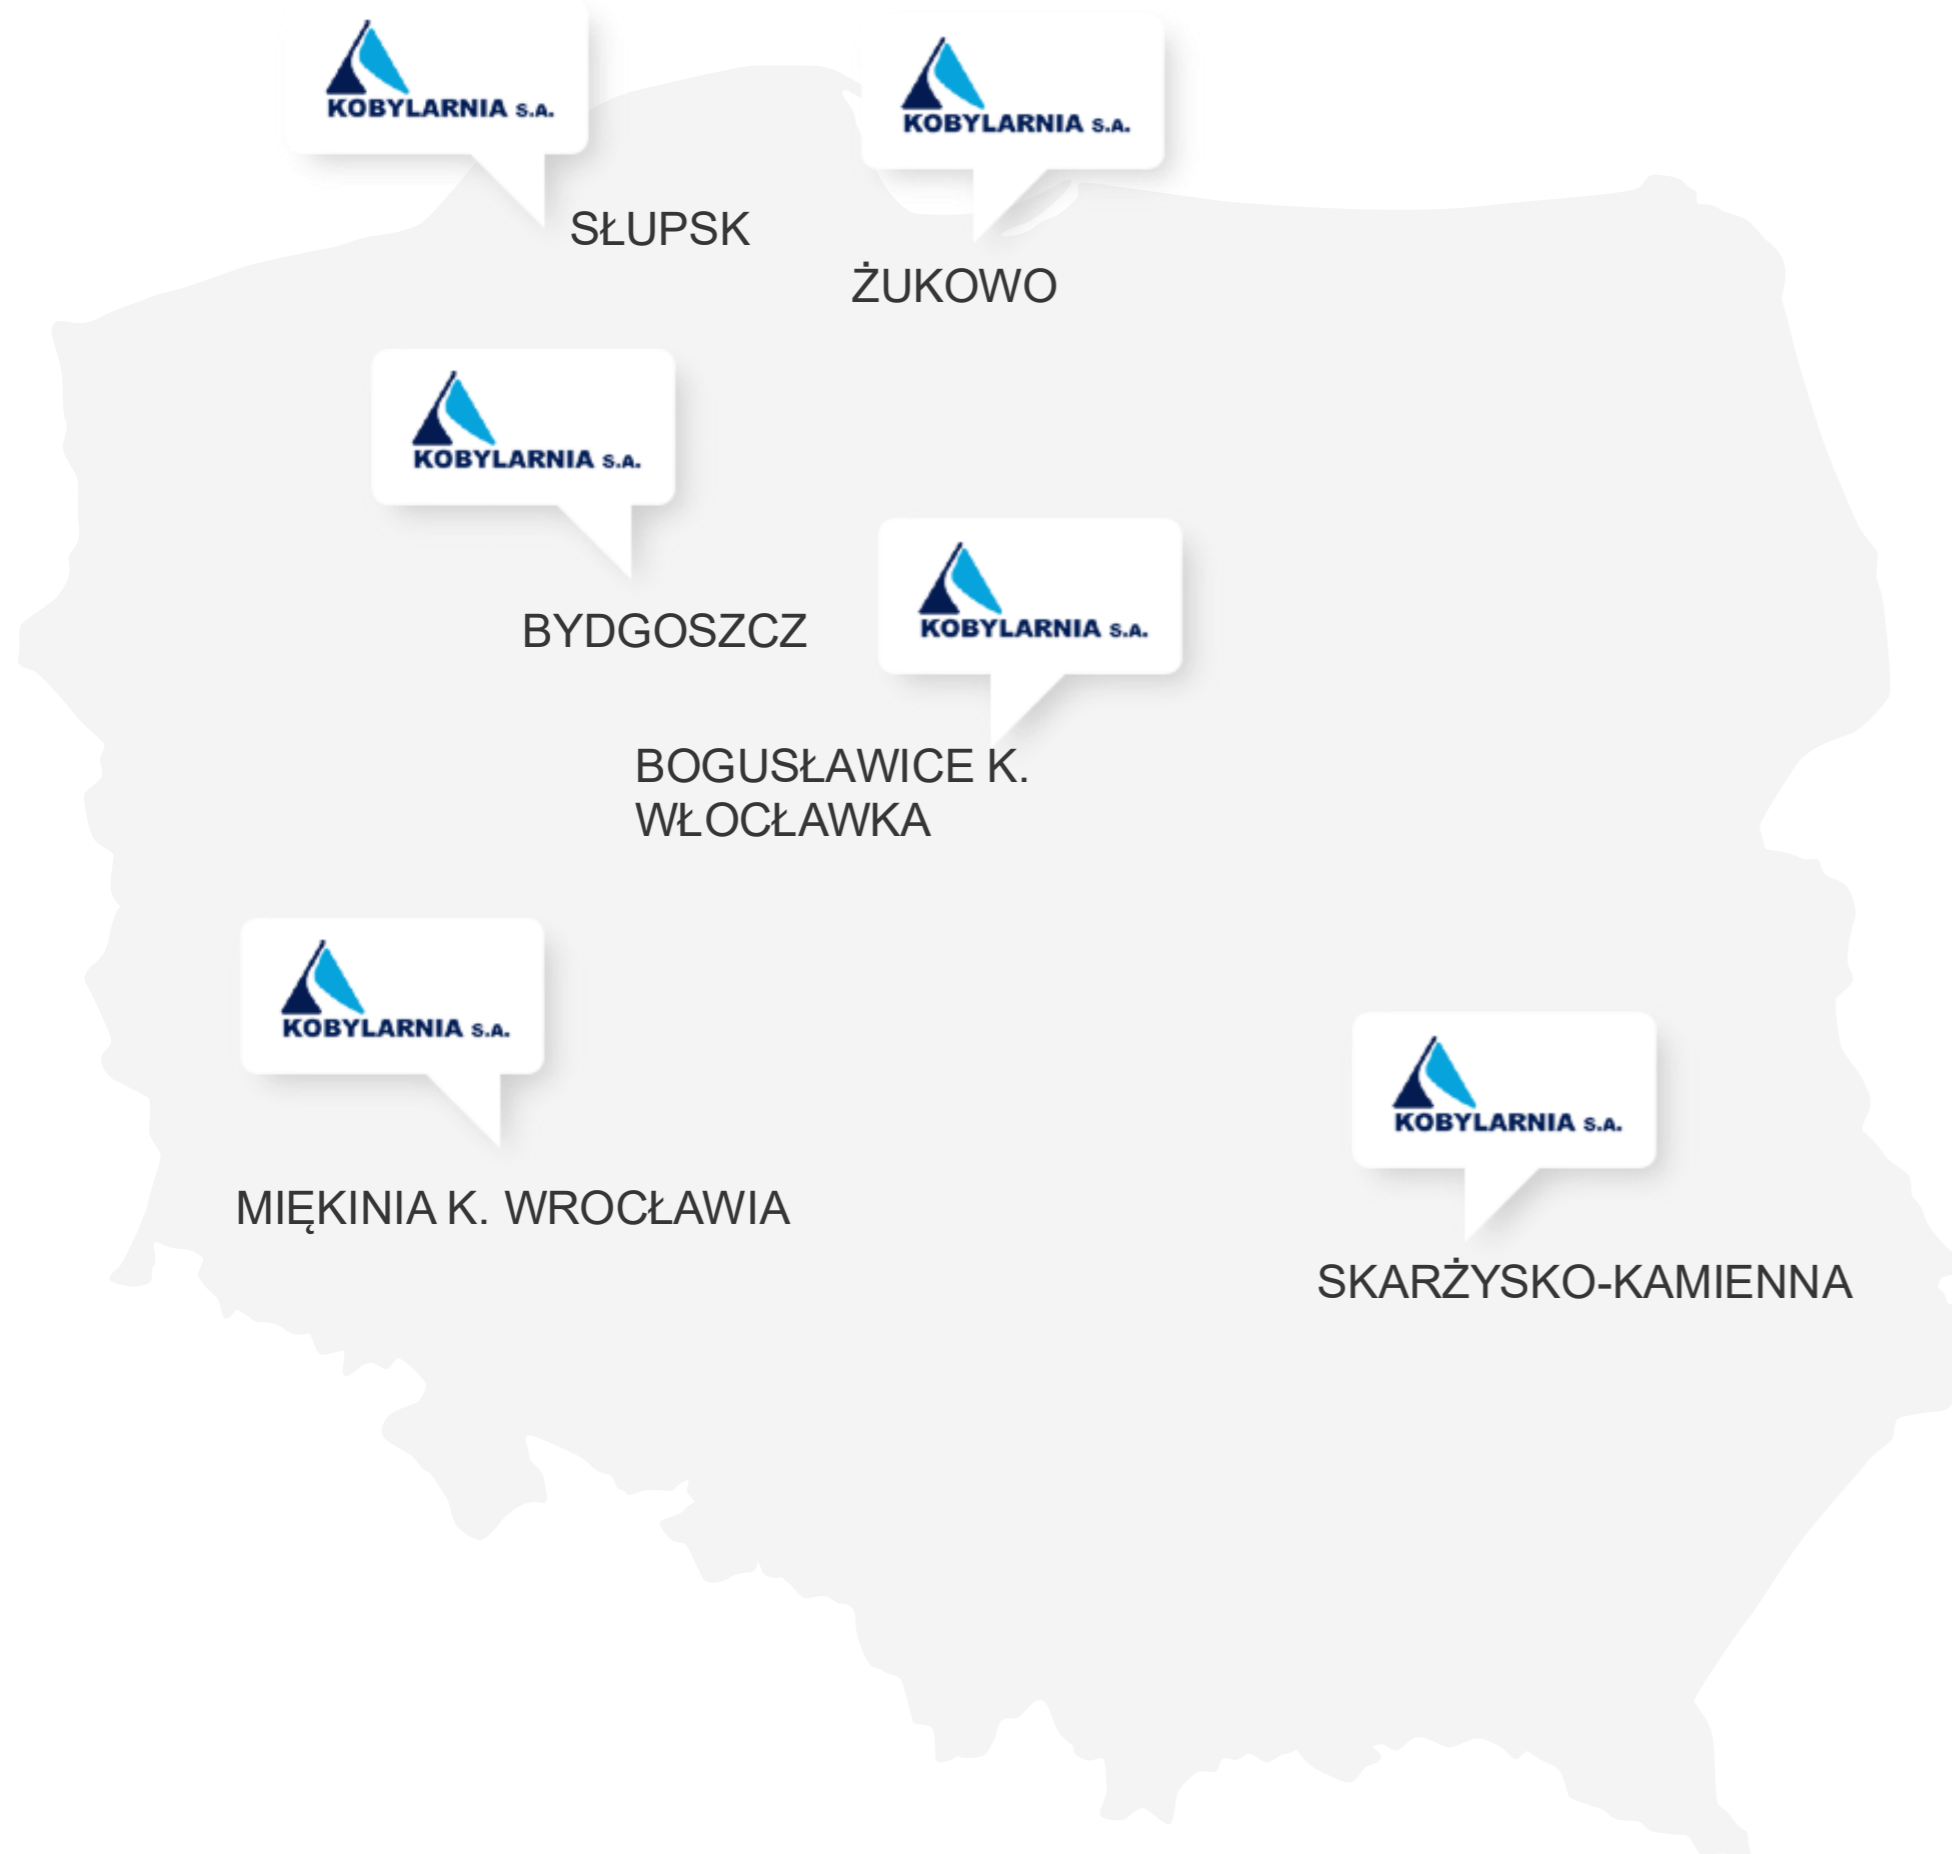 KOBYLARNIA S.A.
KOBYLARNIA S.A.
SŁUPSK
ŻUKOWO
KOBYLARNIA S.A.
BYDGOSZCZ
KOBYLARNIA S.A.
BOGUSŁAWICE K.
WŁOCŁAWKA
KOBYLARNIA S.A.
MIĘKINIA K. WROCŁAWIA
KOBYLARNIA S.A.
SKARŻYSKO-KAMIENNA